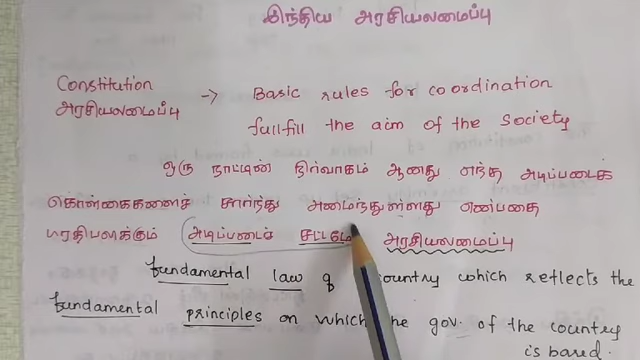 இந்திய அரசியலமைப்பு
Constitution → Basic rules for coordination
அரசியலமைப்பு fullfill the aim of the society
ஒரு நாட்டின் நிர்வாகம் ஆனது எந்த அடிப்படைக்
கொள்கைகளைச் சார்ந்து அமைந்துள்ளது என்பதை
பிரதிபலிக்கும் அடிப்படைச் சட்டமே அரசியலமைப்பு
fundamental law of country which reflects the
fundamental principles on which the gov. of the country
is based.